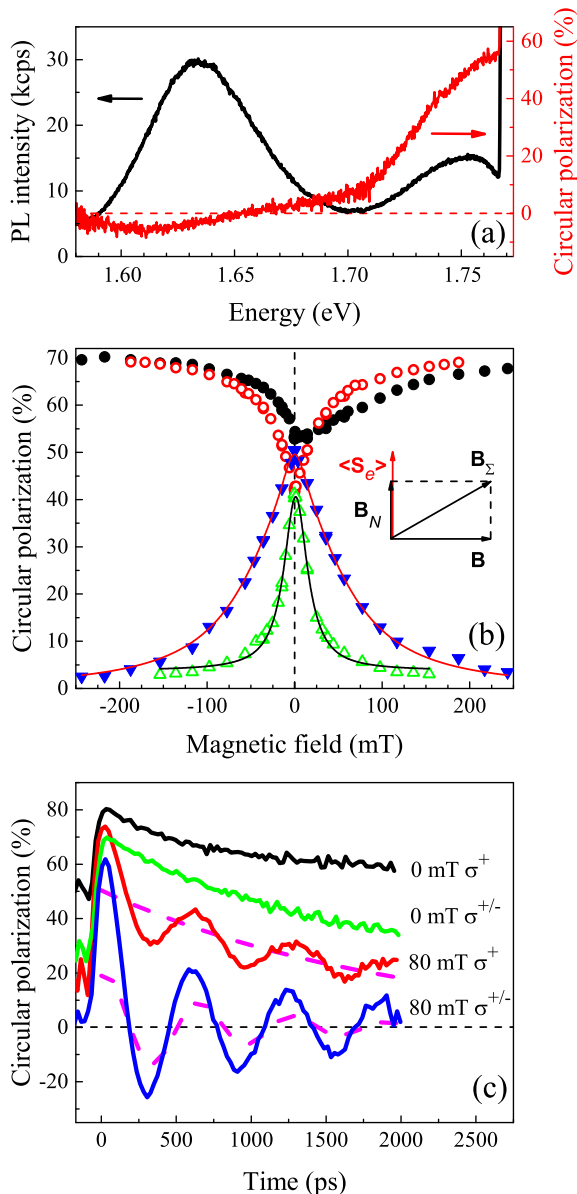 60
30
40
20
20
10
0
0
1.60
1.65
1.70
1.75
PL intensity (kcps)
Circular polarization (%)
(a)
Energy (eV)
70
60
50
40
30
20
10
0
-200
-100
0
100
200
Circular polarization (%)
<Se>
BΣ
BN
B
(b)
Magnetic field (mT)
80
60
40
20
0
-20
0
500
1000
1500
2000
2500
Circular polarization (%)
0 mT σ+
0 mT σ+/-
80 mT σ+
80 mT σ+/-
(c)
Time (ps)